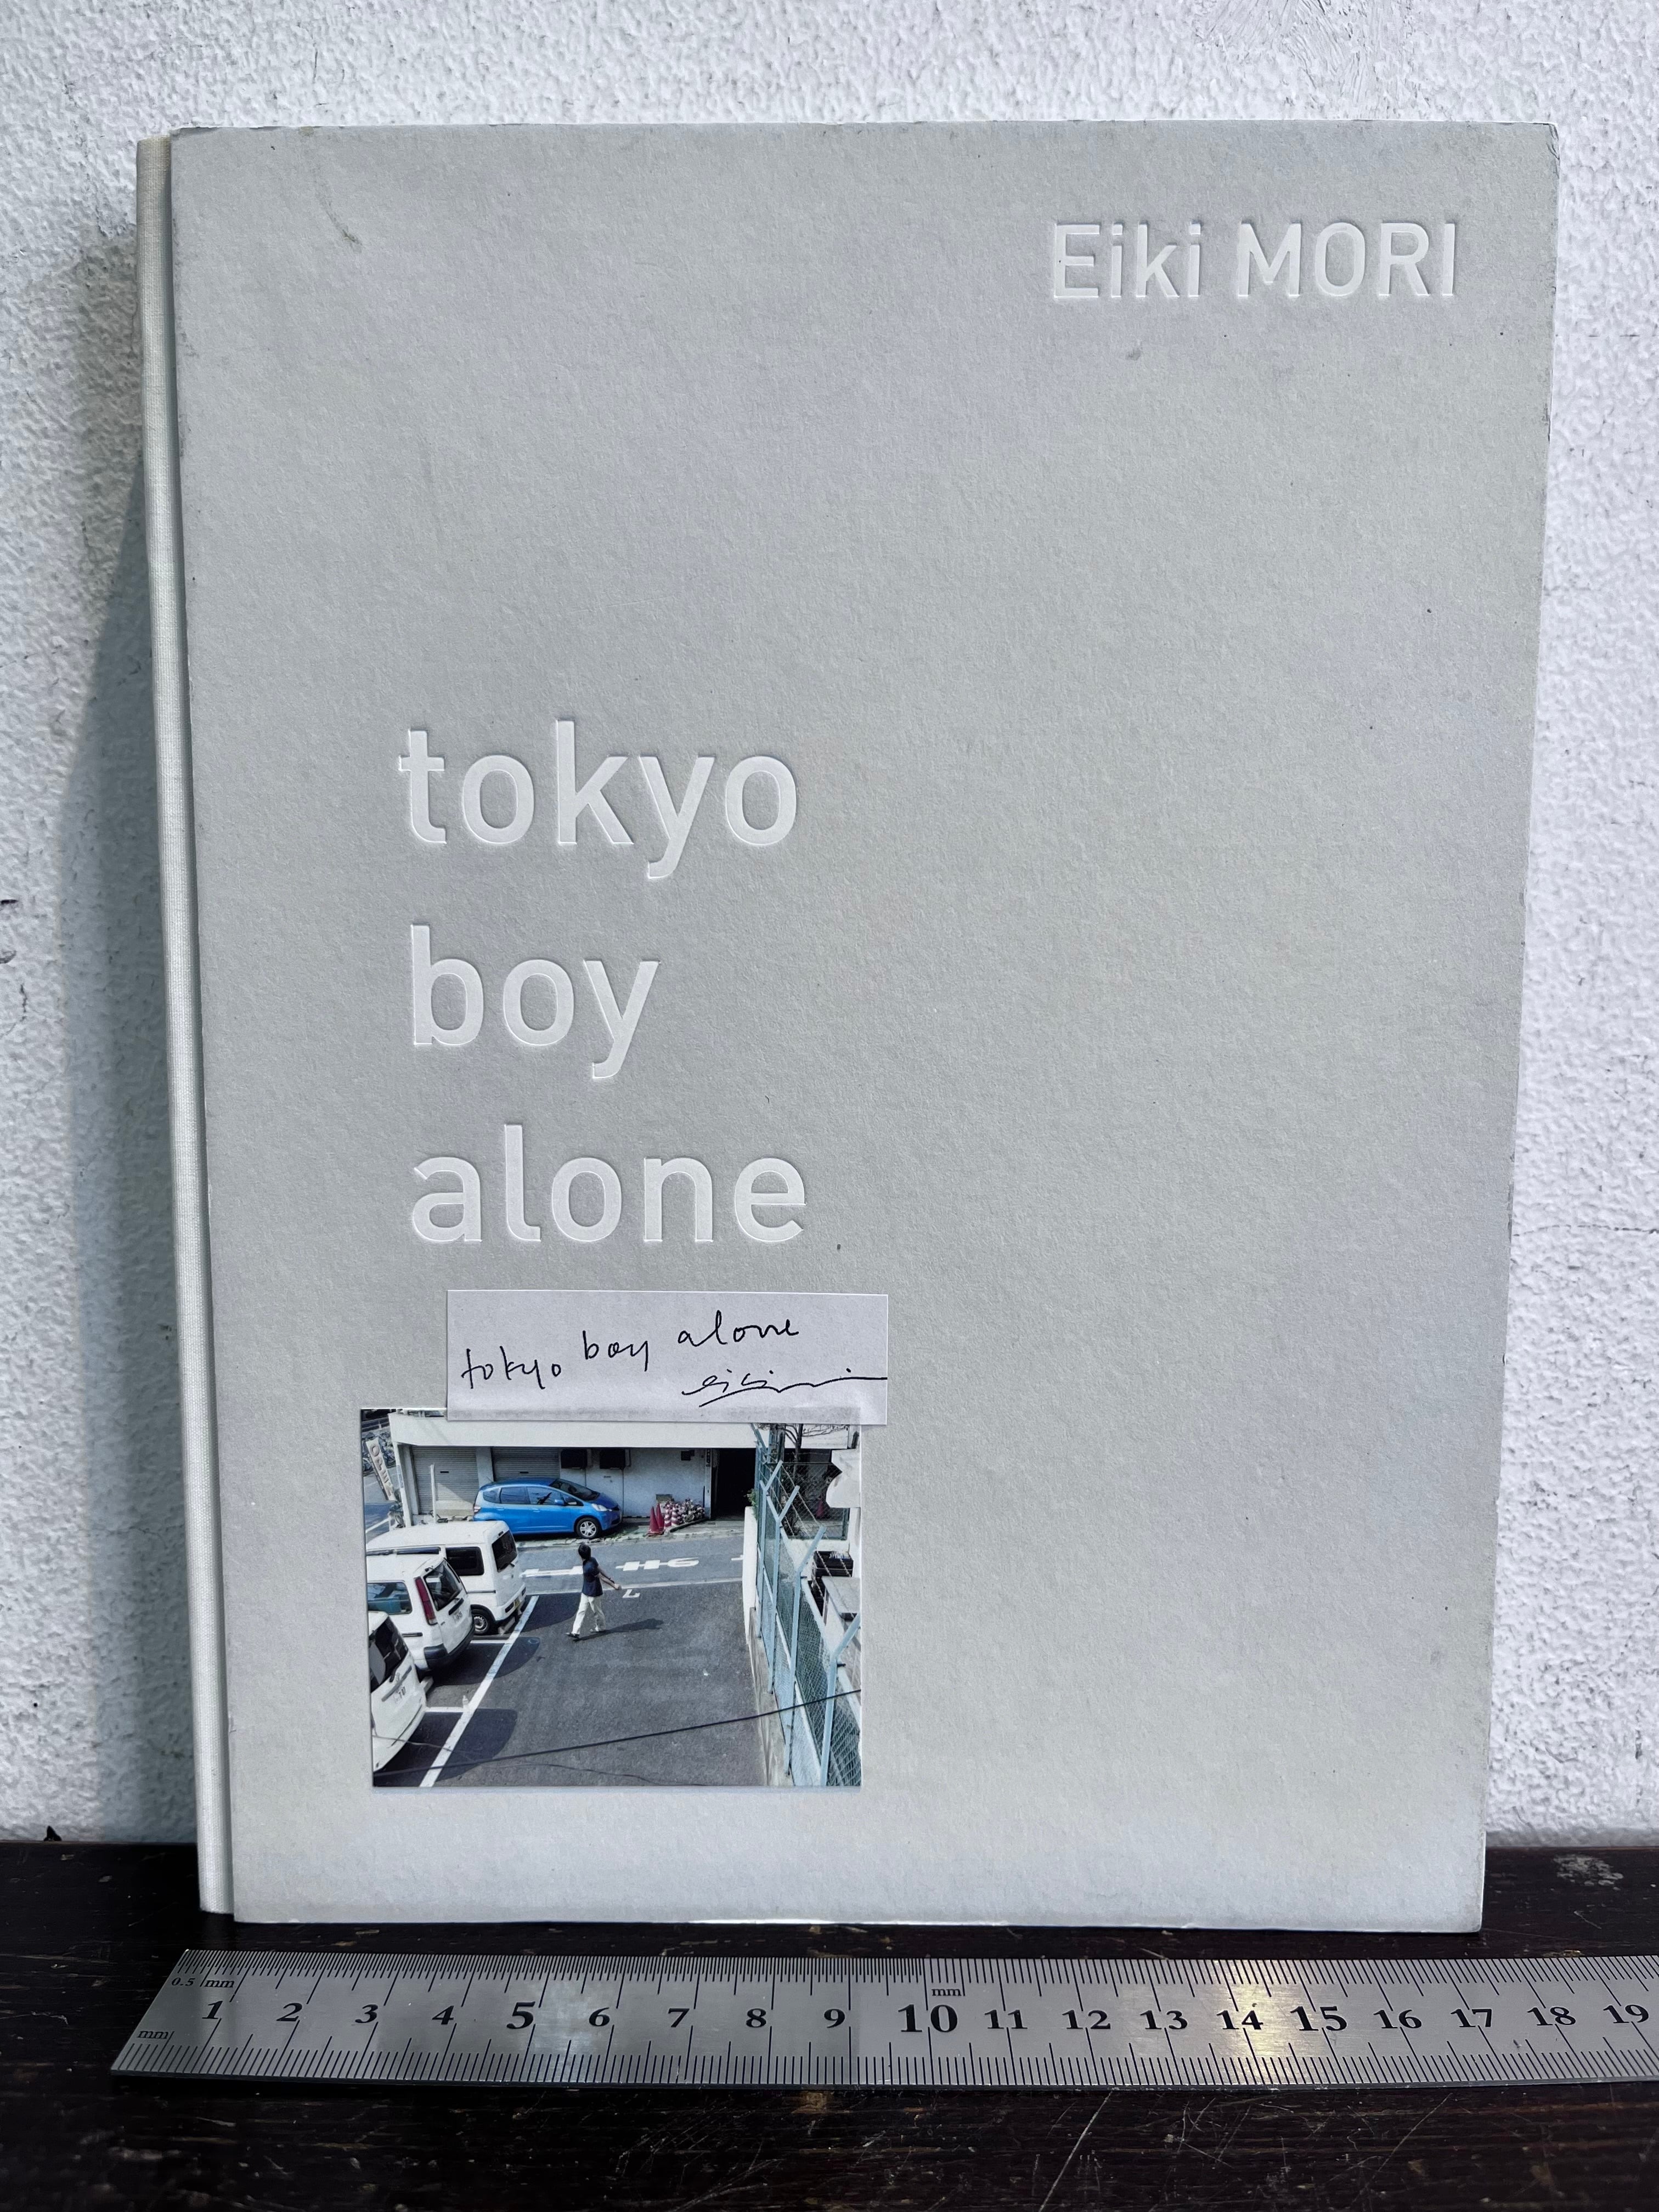 Eiki MORI
tokyo
boy
alone
tokyo boy alone
0.5 mm
mm
1 2 3 4 5 6 7 8 9 10 11 12 13 14 15 16 17 18 19
mm